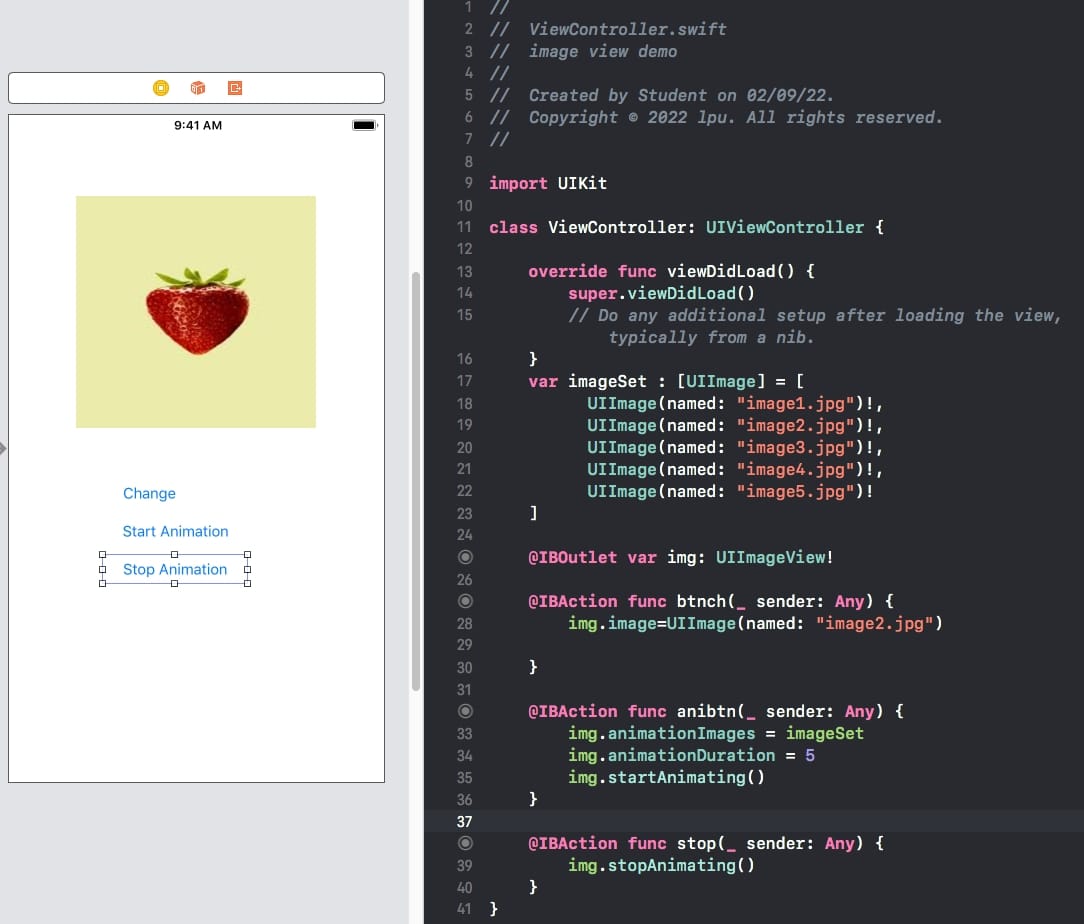 9:41 AM
Change
Start Animation
Stop Animation
1 //
2 //  ViewController.swift
3 //  image view demo
4 //
5 //  Created by Student on 02/09/22.
6 //  Copyright © 2022 lpu. All rights reserved.
7 //
8
9 import UIKit
10
11 class ViewController: UIViewController {
12
13     override func viewDidLoad() {
14         super.viewDidLoad()
15         // Do any additional setup after loading the view,
typically from a nib.
16     }
17     var imageSet : [UIImage] = [
18           UIImage(named: "image1.jpg")!,
19           UIImage(named: "image2.jpg")!,
20           UIImage(named: "image3.jpg")!,
21           UIImage(named: "image4.jpg")!,
22           UIImage(named: "image5.jpg")!
23     ]
24
@IBOutlet var img: UIImageView!
26
@IBAction func btnch(_ sender: Any) {
28         img.image=UIImage(named: "image2.jpg")
29
30     }
31
@IBAction func anibtn(_ sender: Any) {
33         img.animationImages = imageSet
34         img.animationDuration = 5
35         img.startAnimating()
36     }
37
@IBAction func stop(_ sender: Any) {
39         img.stopAnimating()
40     }
41 }